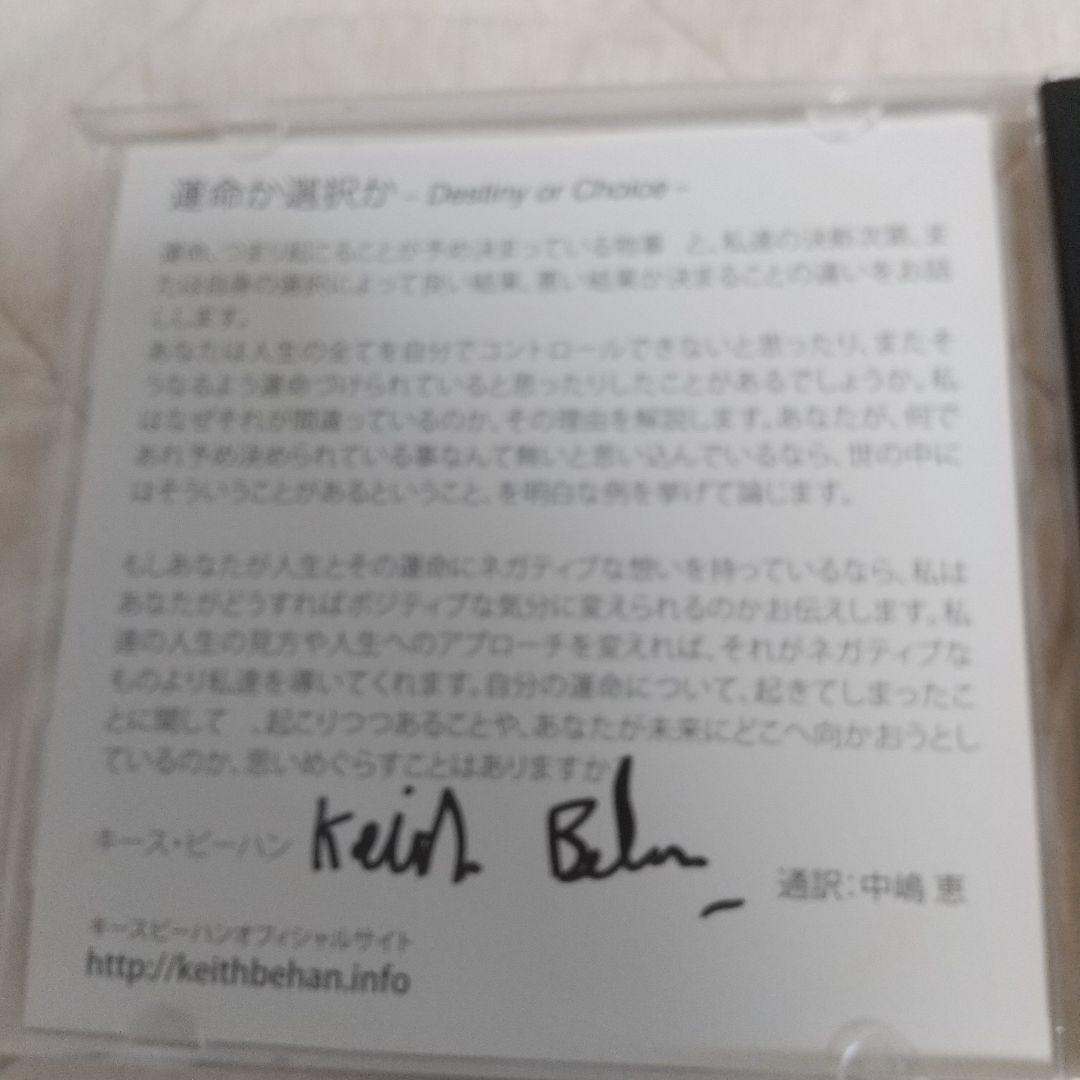 運命か選択か - Destiny or Choice -
運命、つまり起こることが予め決まっている物事 と、私達の決断次第、ま
たは自身の選択によって良い結果、悪い結果が決まることの違いをお話
しします。
あなたは人生の全てを自分でコントロールできないと思ったり、またそ
うなるよう運命づけられていると思ったりしたことがあるでしょうか。私
はなぜそれが間違っているのか、その理由を解説します。あなたが、何で
あれ予め決められている事なんて無いと思い込んでいるなら、世の中に
はそういうことがあるということ、を明白な例を挙げて論じます。
もしあなたが人生とその運命にネガティブな想いを持っているなら、私は
あなたがどうすればポジティブな気分に変えられるのかお伝えします。私
達の人生の見方や人生へのアプローチを変えれば、それがネガティブな
ものより私達を導いてくれます。自分の運命について、起きてしまったこ
とに関して 、起こりつつあることや、あなたが未来にどこへ向かおうとし
ているのか、思いめぐらすことはありますか
キース・ビーハン Keith Behan
通訳：中嶋 恵
キースビーハンオフィシャルサイト
http://keithbehan.info